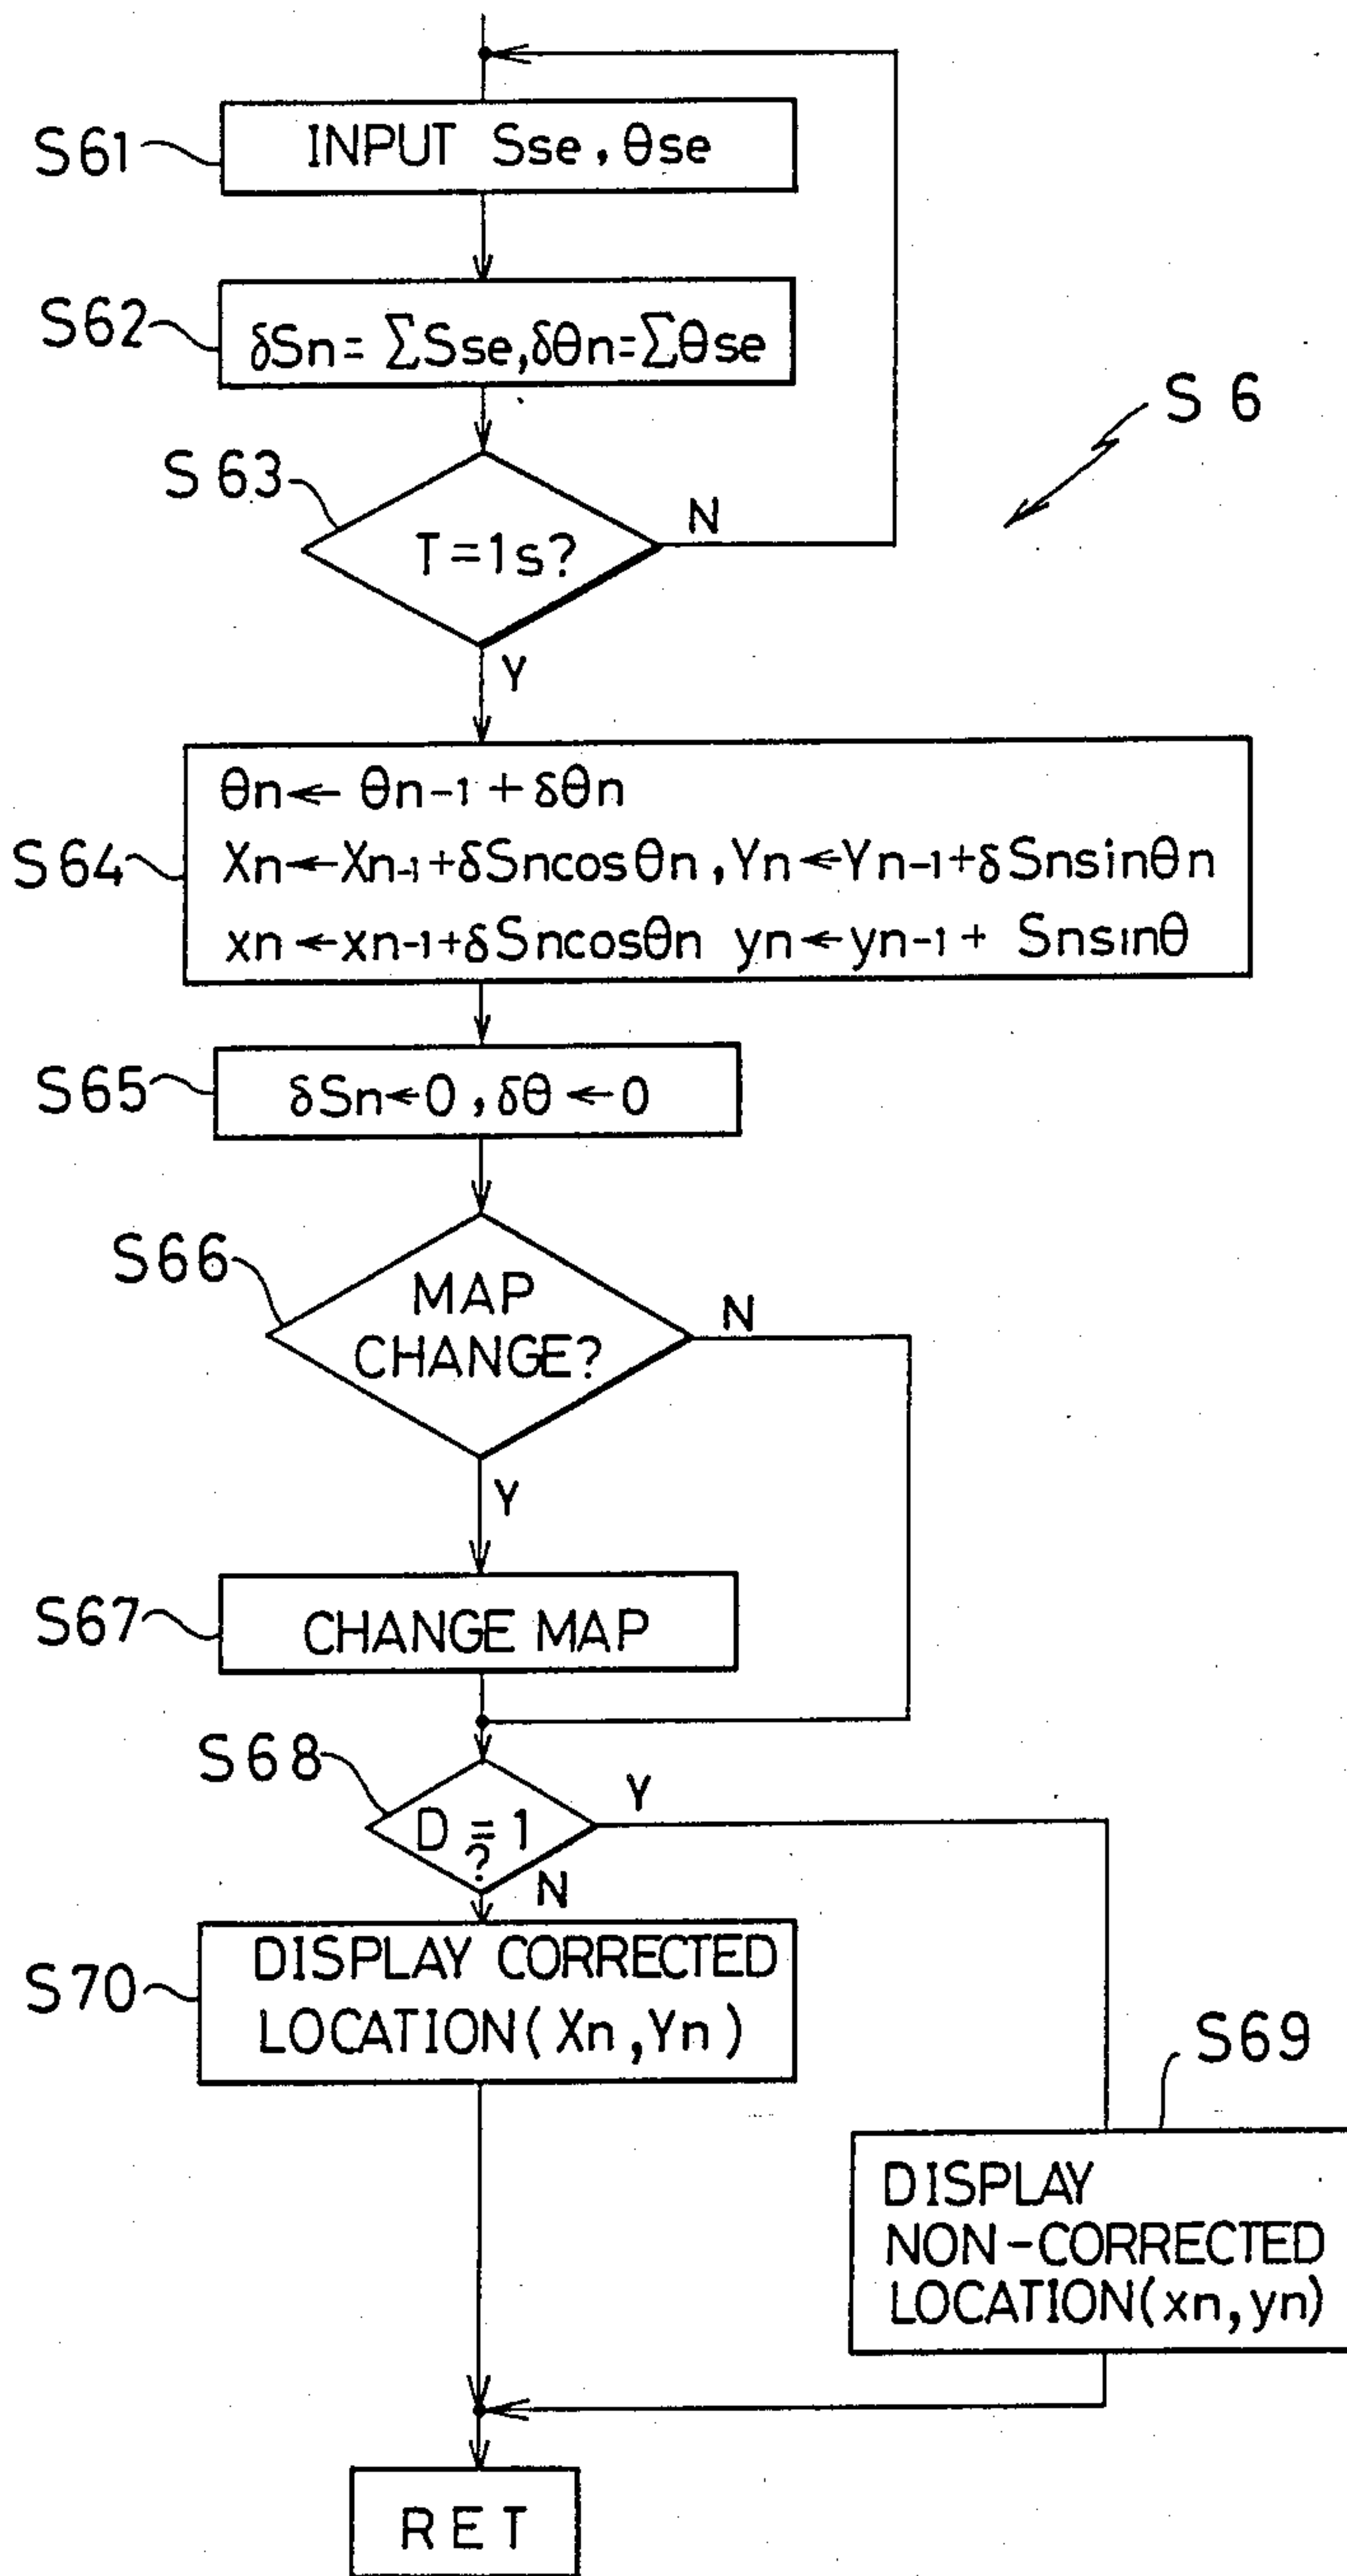 S61
INPUT Sse, θse
S62
δSn= ΣSse,δθn=Σθse
S6
S63
T=1s?
N
Y
S64
θn← θn-1 + δθn
Xn←Xn-1+δSncosθn, Yn←Yn-1+δSnsinθn
xn←xn-1+δSncosθn yn←yn-1 + Snsinθ
S65
δSn←0, δθ←0
S66
MAP
CHANGE?
N
Y
S67
CHANGE MAP
S68
D = 1
?
Y
N
S70
DISPLAY CORRECTED
LOCATION(Xn,Yn)
S69
DISPLAY
NON-CORRECTED
LOCATION(xn,yn)
RET